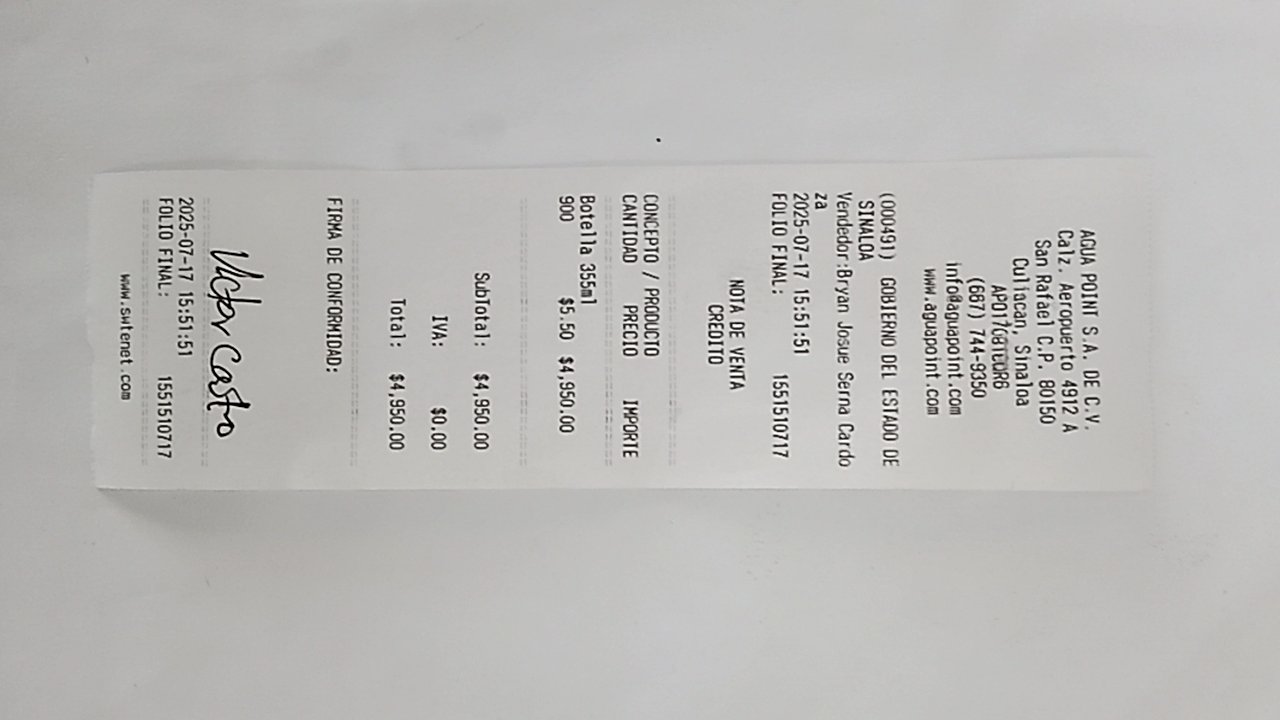 AGUA POINT S.A. DE C.V.
Calz. Aeropuerto 4912 A
San Rafael C.P. 80150
Culiacan, Sinaloa
(667) 744-9350
info@aguapoint.com
www.aguapoint.com
(000491) GOBIERNO DEL ESTADO DE
SINALOA
Vendedor:Bryan Josue Serna Cardo
za
2025-07-17 15:51:51
FOLIO FINAL: 1551510717
NOTA DE VENTA
CREDITO
CONCEPTO / PRODUCTO
CANTIDAD PRECIO IMPORTE
Botella 355ml
900 $5.50 $4,950.00
SubTotal: $4,950.00
IVA: $0.00
Total: $4,950.00
FIRMA DE CONFORMIDAD:
Victor Castro
2025-07-17 15:51:51
FOLIO FINAL: 1551510717
www.swtenet.com